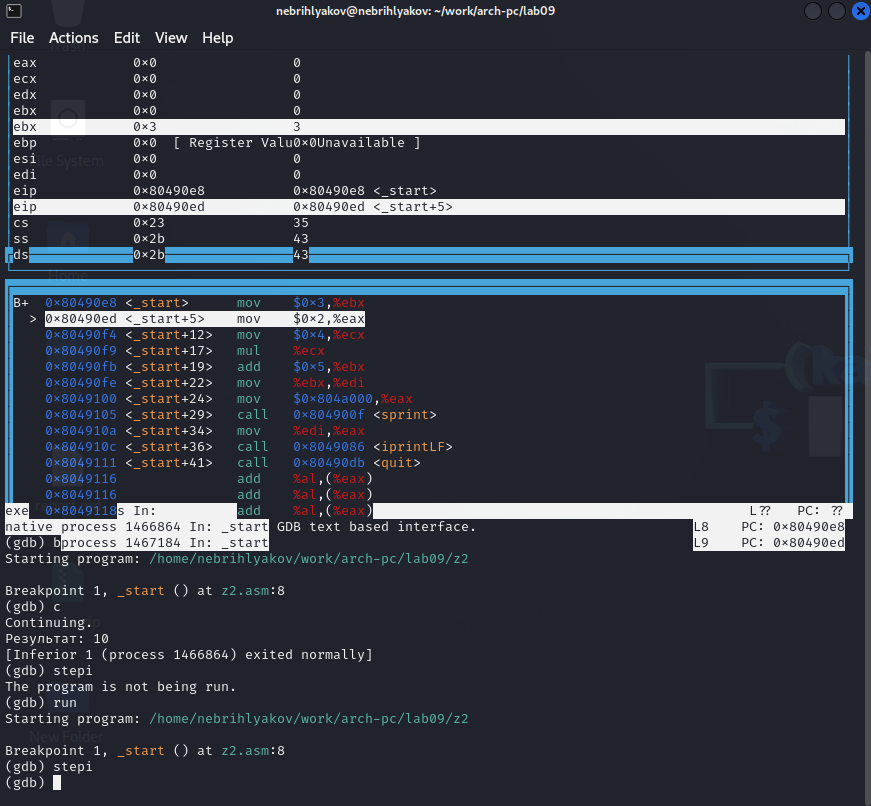 nebrihlyakov@nebrihlyakov: ~/work/arch-pc/lab09
File Actions Edit View Help
eax 0×0 0
ecx 0×0 0
edx 0×0 0
ebx 0×0 0
ebx 0×3 3
ebp 0×0 [ Register Valu0×0Unavailable ]
esi 0×0 0
edi 0×0 0
eip 0×80490e8 0×80490e8 <_start>
eip 0×80490ed 0×80490ed <_start+5>
cs 0×23 35
ss 0×2b 43
ds 0×2b 43
B+ 0×80490e8 <_start> mov $0×3,%ebx
> 0×80490ed <_start+5> mov $0×2,%eax
0×80490f4 <_start+12> mov $0×4,%ecx
0×80490f9 <_start+17> mul %ecx
0×80490fb <_start+19> add $0×5,%ebx
0×80490fe <_start+22> mov %ebx,%edi
0×8049100 <_start+24> mov $0×804a000,%eax
0×8049105 <_start+29> call 0×804900f <sprint>
0×804910a <_start+34> mov %edi,%eax
0×804910c <_start+36> call 0×8049086 <iprintLF>
0×8049111 <_start+41> call 0×80490db <quit>
0×8049116 add %al,(%eax)
0×8049116 add %al,(%eax)
exe 0×8049118s In: add %al,(%eax) L?? PC: ??
native process 1466864 In: _start GDB text based interface. L8 PC: 0×80490e8
(gdb) bprocess 1467184 In: _start L9 PC: 0×80490ed
Starting program: /home/nebrihlyakov/work/arch-pc/lab09/z2
Breakpoint 1, _start () at z2.asm:8
(gdb) c
Continuing.
Результат: 10
[Inferior 1 (process 1466864) exited normally]
(gdb) stepi
The program is not being run.
(gdb) run
Starting program: /home/nebrihlyakov/work/arch-pc/lab09/z2
New Folder
Breakpoint 1, _start () at z2.asm:8
(gdb) stepi
(gdb)